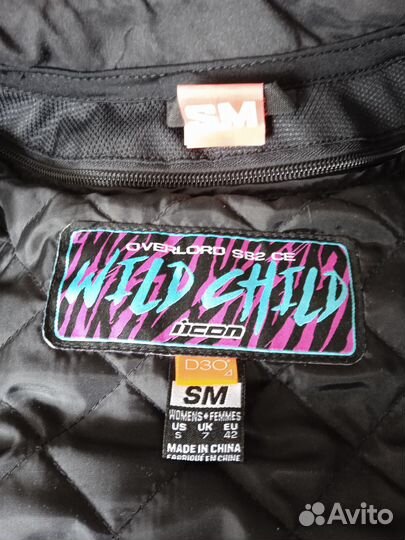 SM
OVERLORD SB2 CE
WILD CHILD
ICON
D3O
SM
WOMENS • FEMMES
US UK EU
S 7 42
MADE IN CHINA
FABRIQUÉ EN CHINE
Avito